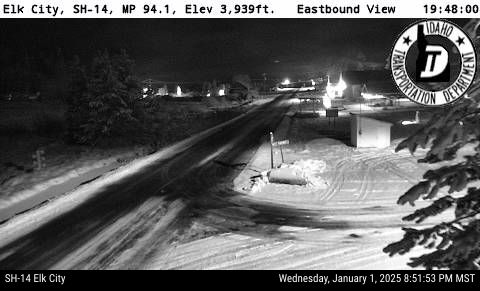 Elk City, SH-14, MP 94.1, Elev 3,939ft. Eastbound View 19:48:00
IDAHO
TRANSPORTATION DEPARTMENT
SH-14 Elk City Wednesday, January 1, 2025 8:51:53 PM MST